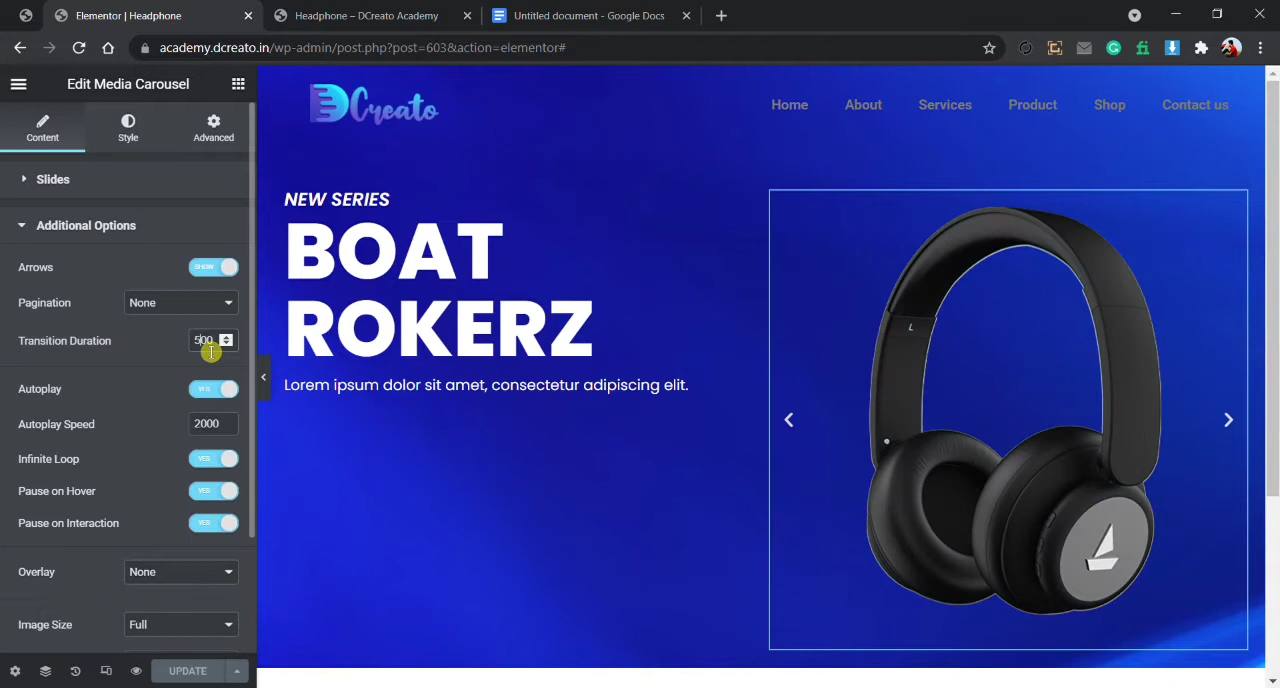 Elementor | Headphone
Headphone – DCreato Academy
Untitled document - Google Docs
academy.dcreato.in/wp-admin/post.php?post=603&action=elementor#
Edit Media Carousel
Content
Style
Advanced
Slides
Additional Options
Arrows
SHOW
Pagination
None
Transition Duration
500
Autoplay
YES
Autoplay Speed
2000
Infinite Loop
YES
Pause on Hover
YES
Pause on Interaction
YES
Overlay
None
Image Size
Full
UPDATE
DCreato
Home
About
Services
Product
Shop
Contact us
NEW SERIES
BOAT
ROKERZ
Lorem ipsum dolor sit amet, consectetur adipiscing elit.
L